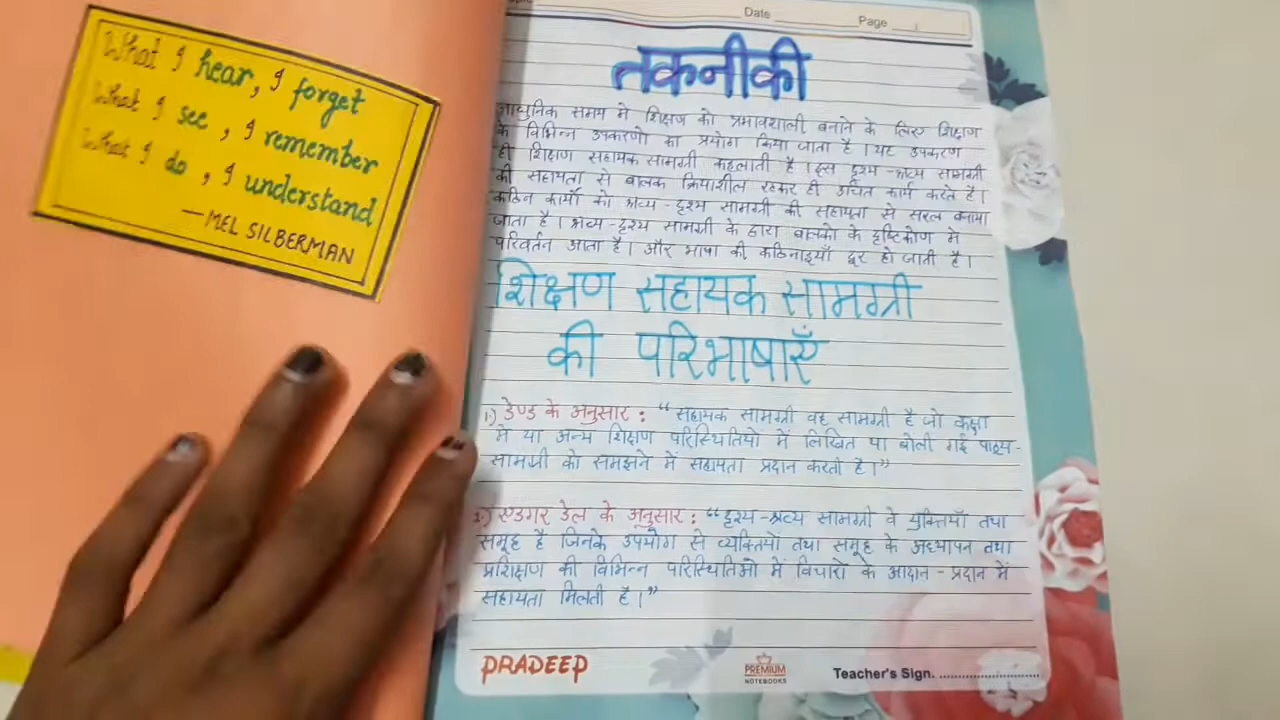 What I hear, I forget
What I see, I remember
What I do, I understand
—MEL SILBERMAN
Date
Page 1
तकनीकी
आधुनिक समय मे शिक्षण को प्रभावशाली बनाने के लिए शिक्षण
के विभिन्न उपकरणो का प्रयोग किया जाता है । यह उपकरण
ही शिक्षण सहायक सामग्री कहलाती है । इस दृश्य-श्रव्य सामग्री
की सहायता से बालक क्रियाशील रहकर ही उचित कार्य करते है।
कठिन कार्यो को श्रव्य-दृश्य सामग्री की सहायता से सरल बनाया
जाता है । श्रव्य-दृश्य सामग्री के द्वारा बालको के दृष्टिकोण मे
परिवर्तन आता है। और भाषा की कठिनाइयाँ दूर हो जाती है।
शिक्षण सहायक सामग्री
की परिभाषाएँ
1) डेण्ड के अनुसार : “सहायक सामग्री वह सामग्री है जो कक्षा
में या अन्य शिक्षण परिस्थितियों में लिखित या बोली गई पाठ्य-
सामग्री को समझने में सहायता प्रदान करती है।”
2) एडगर डेल के अनुसार : “दृश्य-श्रव्य सामग्री वे युक्तियाँ तथा
समूह है जिनके उपयोग से व्यक्तियों तथा समूह के अध्यापन तथा
प्रशिक्षण की विभिन्न परिस्थितिओ में विचारो के आदान-प्रदान में
सहायता मिलती है।”
PRADEEP
PREMIUM
NOTEBOOKS
Teacher's Sign.